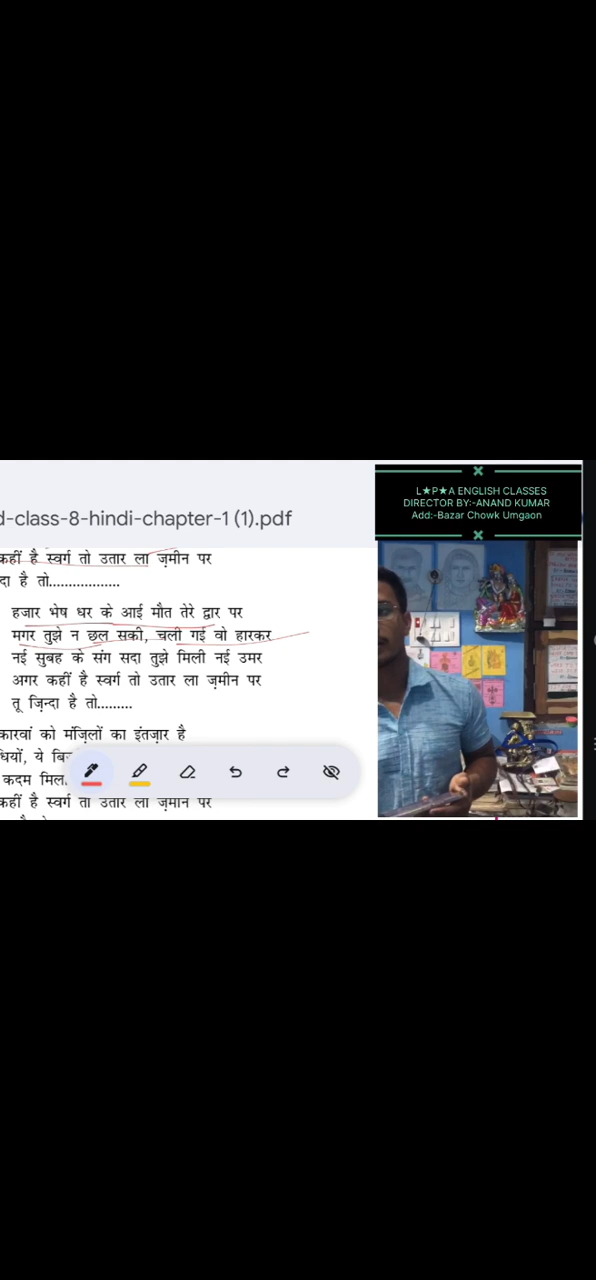 d-class-8-hindi-chapter-1 (1).pdf
L★P★A ENGLISH CLASSES
DIRECTOR BY:-ANAND KUMAR
Add:-Bazar Chowk Umgaon
कहीं है स्वर्ग तो उतार ला ज़मीन पर
दा है तो..................
हजार भेष धर के आई मौत तेरे द्वार पर
मगर तुझे न छल सकी, चली गई वो हारकर
नई सुबह के संग सदा तुझे मिली नई उमर
अगर कहीं है स्वर्ग तो उतार ला ज़मीन पर
तू ज़िन्दा है तो.........
कारवां को मंज़िलों का इंतज़ार है
धियों, ये
कदम
कहीं है स्वर्ग तो उतार ला ज़मीन पर